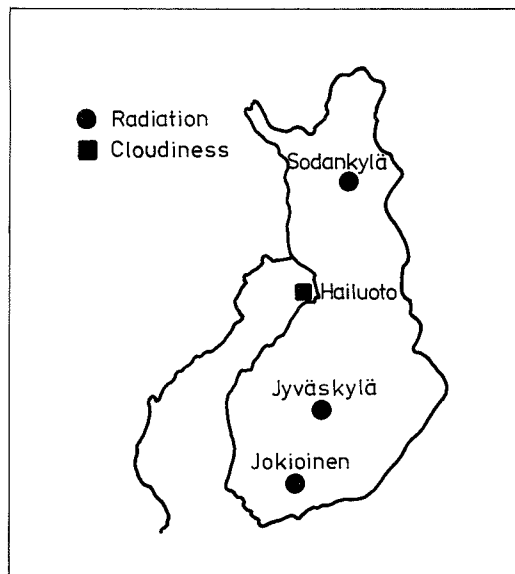 Radiation
Cloudiness
Sodankylä
Hailuoto
Jyväskylä
Jokioinen